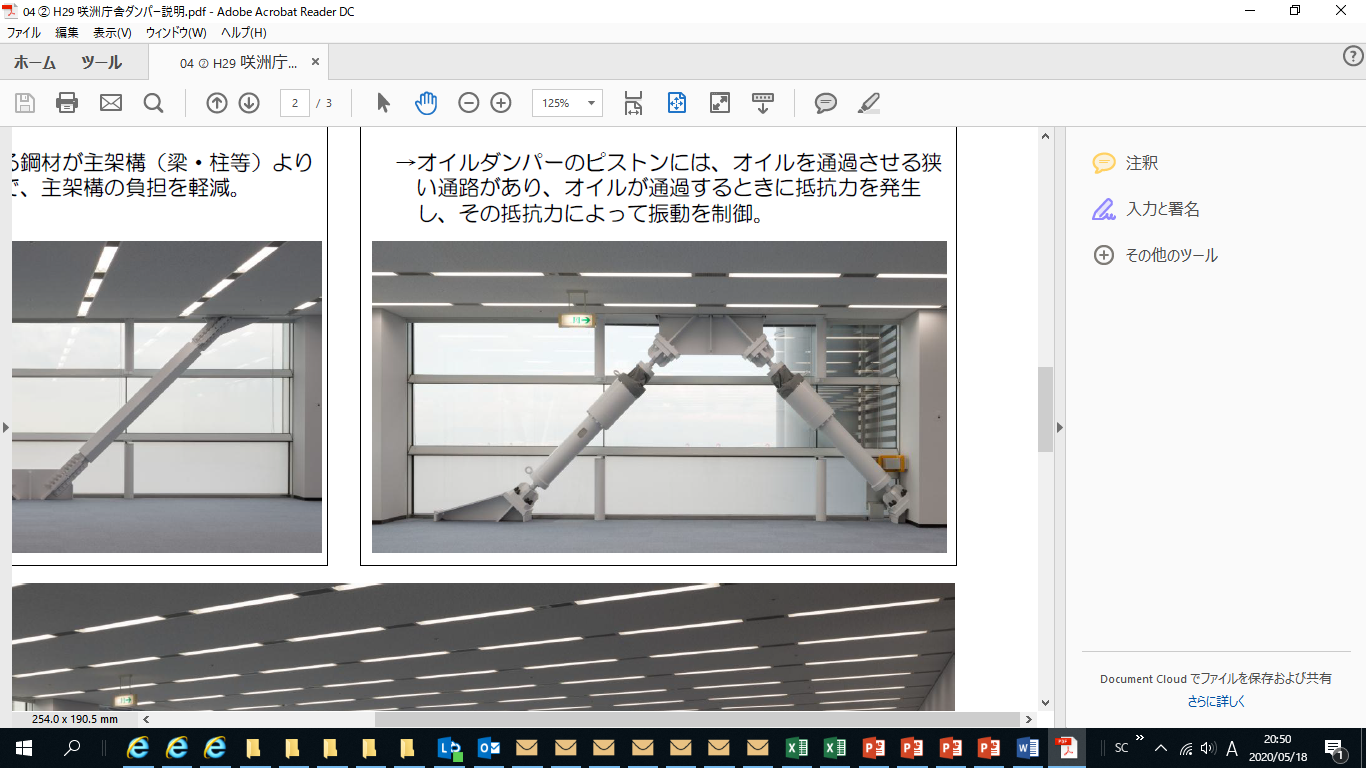 04 ② H29 咲洲庁舎ダンパー説明.pdf - Adobe Acrobat Reader DC
ファイル 編集 表示(V) ウィンドウ(W) ヘルプ(H)
ホーム ツール 04 ② H29 咲洲庁... ×
2 / 3 125%
る鋼材が主架構（梁・柱等）より
で、主架構の負担を軽減。
→オイルダンパーのピストンには、オイルを通過させる狭
い通路があり、オイルが通過するときに抵抗力を発生
し、その抵抗力によって振動を制御。
注釈
入力と署名
その他のツール
Document Cloud でファイルを保存および共有
さらに詳しく
254.0 x 190.5 mm
SC A 20:50
2020/05/18
1